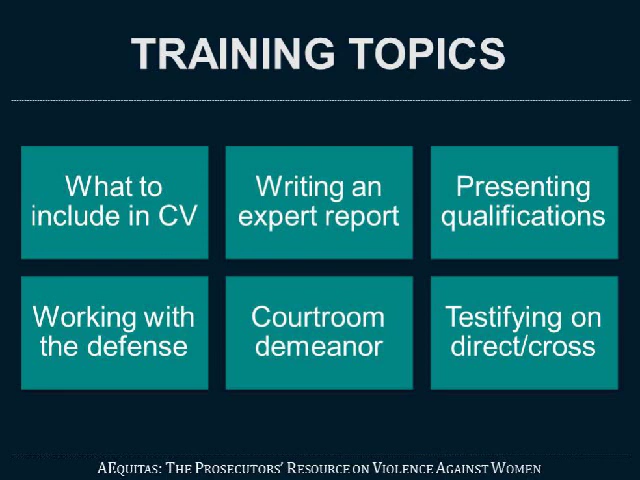 TRAINING TOPICS
What to
include in CV
Writing an
expert report
Presenting
qualifications
Working with
the defense
Courtroom
demeanor
Testifying on
direct/cross
AEQUITAS: THE PROSECUTORS' RESOURCE ON VIOLENCE AGAINST WOMEN